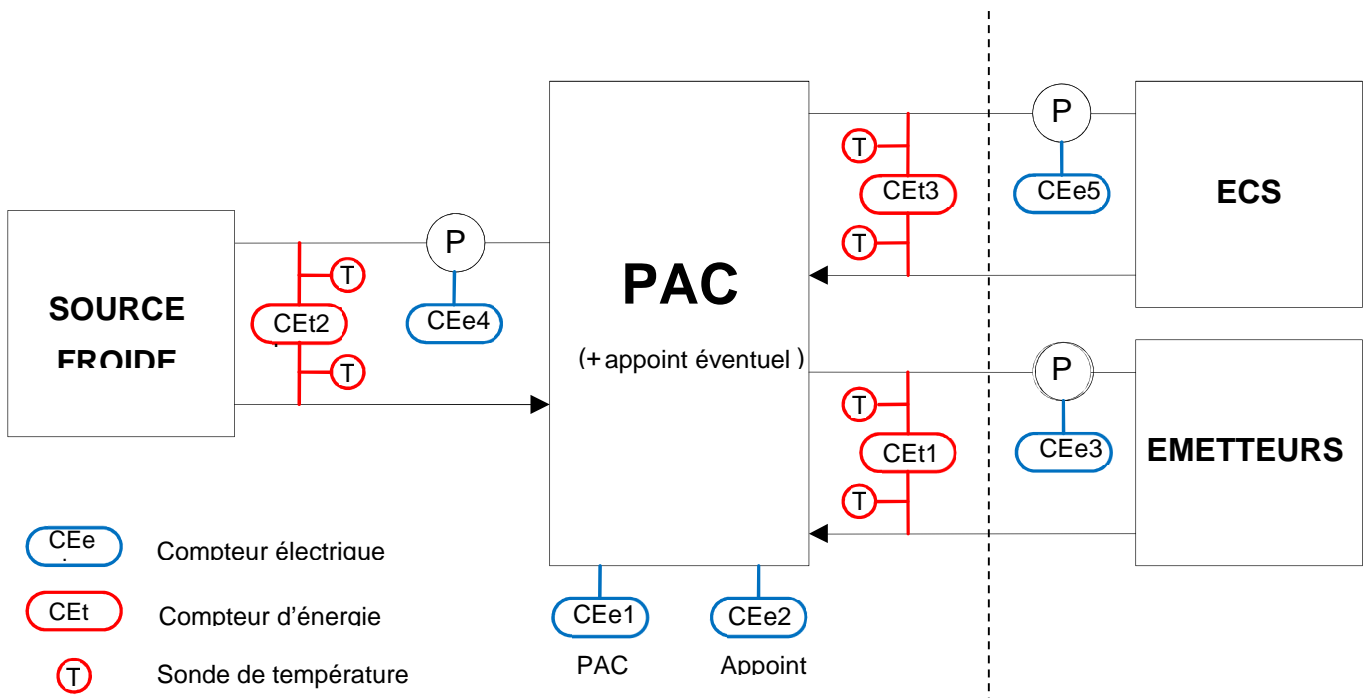 P
T
CEt3
T
CEe5
ECS
SOURCE
FROIDE
T
CEt2
T
P
CEe4
PAC
(+ appoint éventuel )
T
CEt1
T
P
CEe3
EMETTEURS
CEe1
PAC
CEe2
Appoint
CEe
Compteur électrique
CEt
Compteur d'énergie
T
Sonde de température